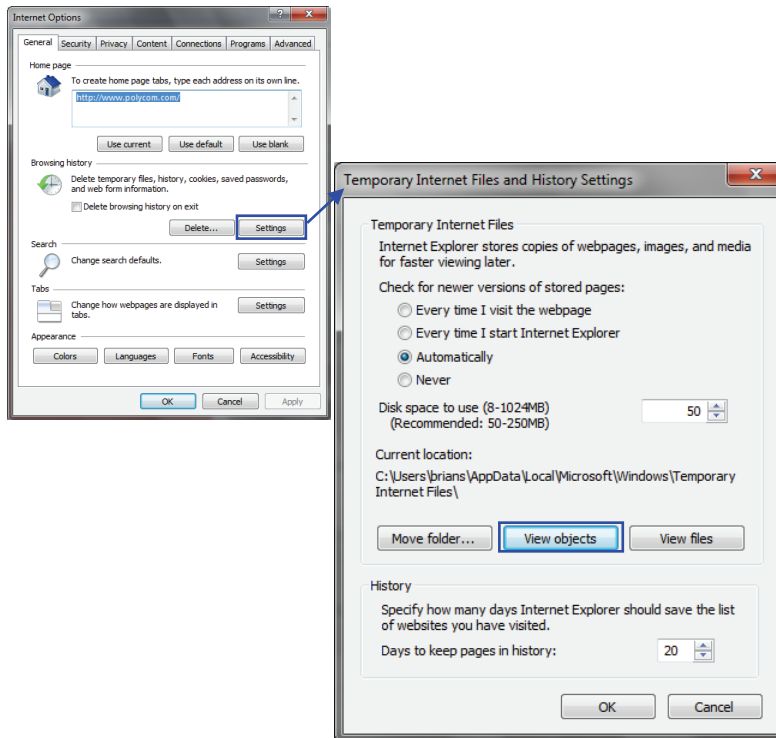 Internet Options
General Security Privacy Content Connections Programs Advanced
Home page
To create home page tabs, type each address on its own line.
http://www.polycom.com/
Use current Use default Use blank
Browsing history
Delete temporary files, history, cookies, saved passwords,
and web form information.
Delete browsing history on exit
Delete... Settings
Search
Change search defaults. Settings
Tabs
Change how webpages are displayed in Settings
tabs.
Appearance
Colors Languages Fonts Accessibility
OK Cancel Apply
Temporary Internet Files and History Settings
Temporary Internet Files
Internet Explorer stores copies of webpages, images, and media
for faster viewing later.
Check for newer versions of stored pages:
Every time I visit the webpage
Every time I start Internet Explorer
Automatically
Never
Disk space to use (8-1024MB) 50
(Recommended: 50-250MB)
Current location:
C:\Users\brians\AppData\Local\Microsoft\Windows\Temporary
Internet Files\
Move folder... View objects View files
History
Specify how many days Internet Explorer should save the list
of websites you have visited.
Days to keep pages in history: 20
OK Cancel